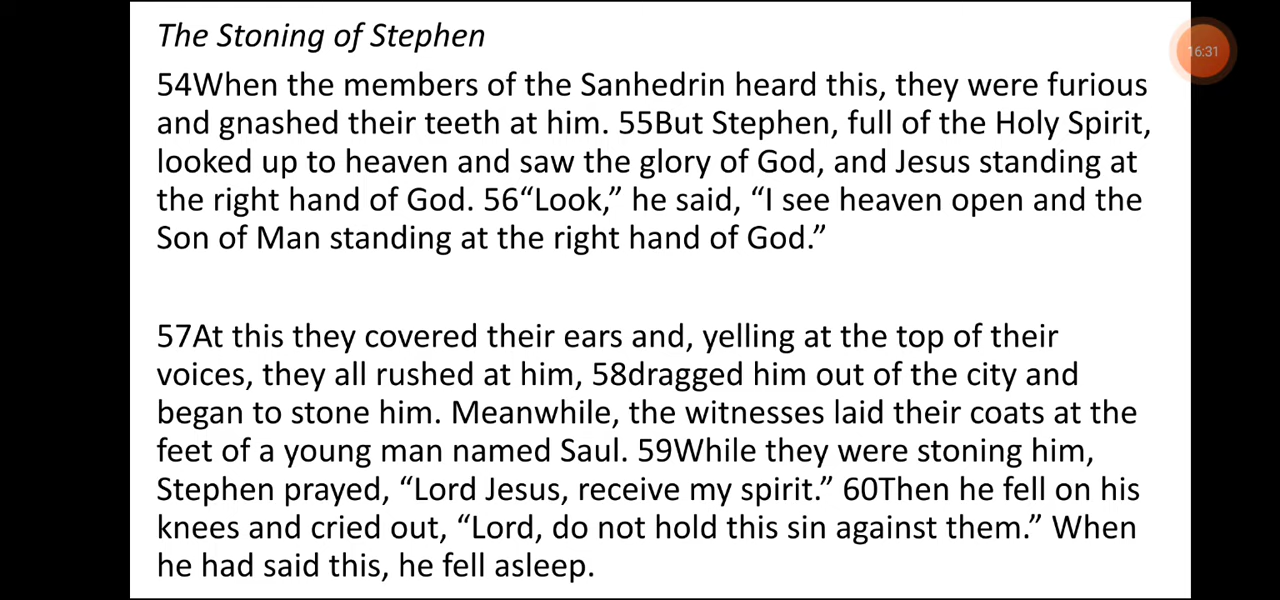 The Stoning of Stephen
16:31
54When the members of the Sanhedrin heard this, they were furious
and gnashed their teeth at him. 55But Stephen, full of the Holy Spirit,
looked up to heaven and saw the glory of God, and Jesus standing at
the right hand of God. 56“Look,” he said, “I see heaven open and the
Son of Man standing at the right hand of God.”
57At this they covered their ears and, yelling at the top of their
voices, they all rushed at him, 58dragged him out of the city and
began to stone him. Meanwhile, the witnesses laid their coats at the
feet of a young man named Saul. 59While they were stoning him,
Stephen prayed, “Lord Jesus, receive my spirit.” 60Then he fell on his
knees and cried out, “Lord, do not hold this sin against them.” When
he had said this, he fell asleep.